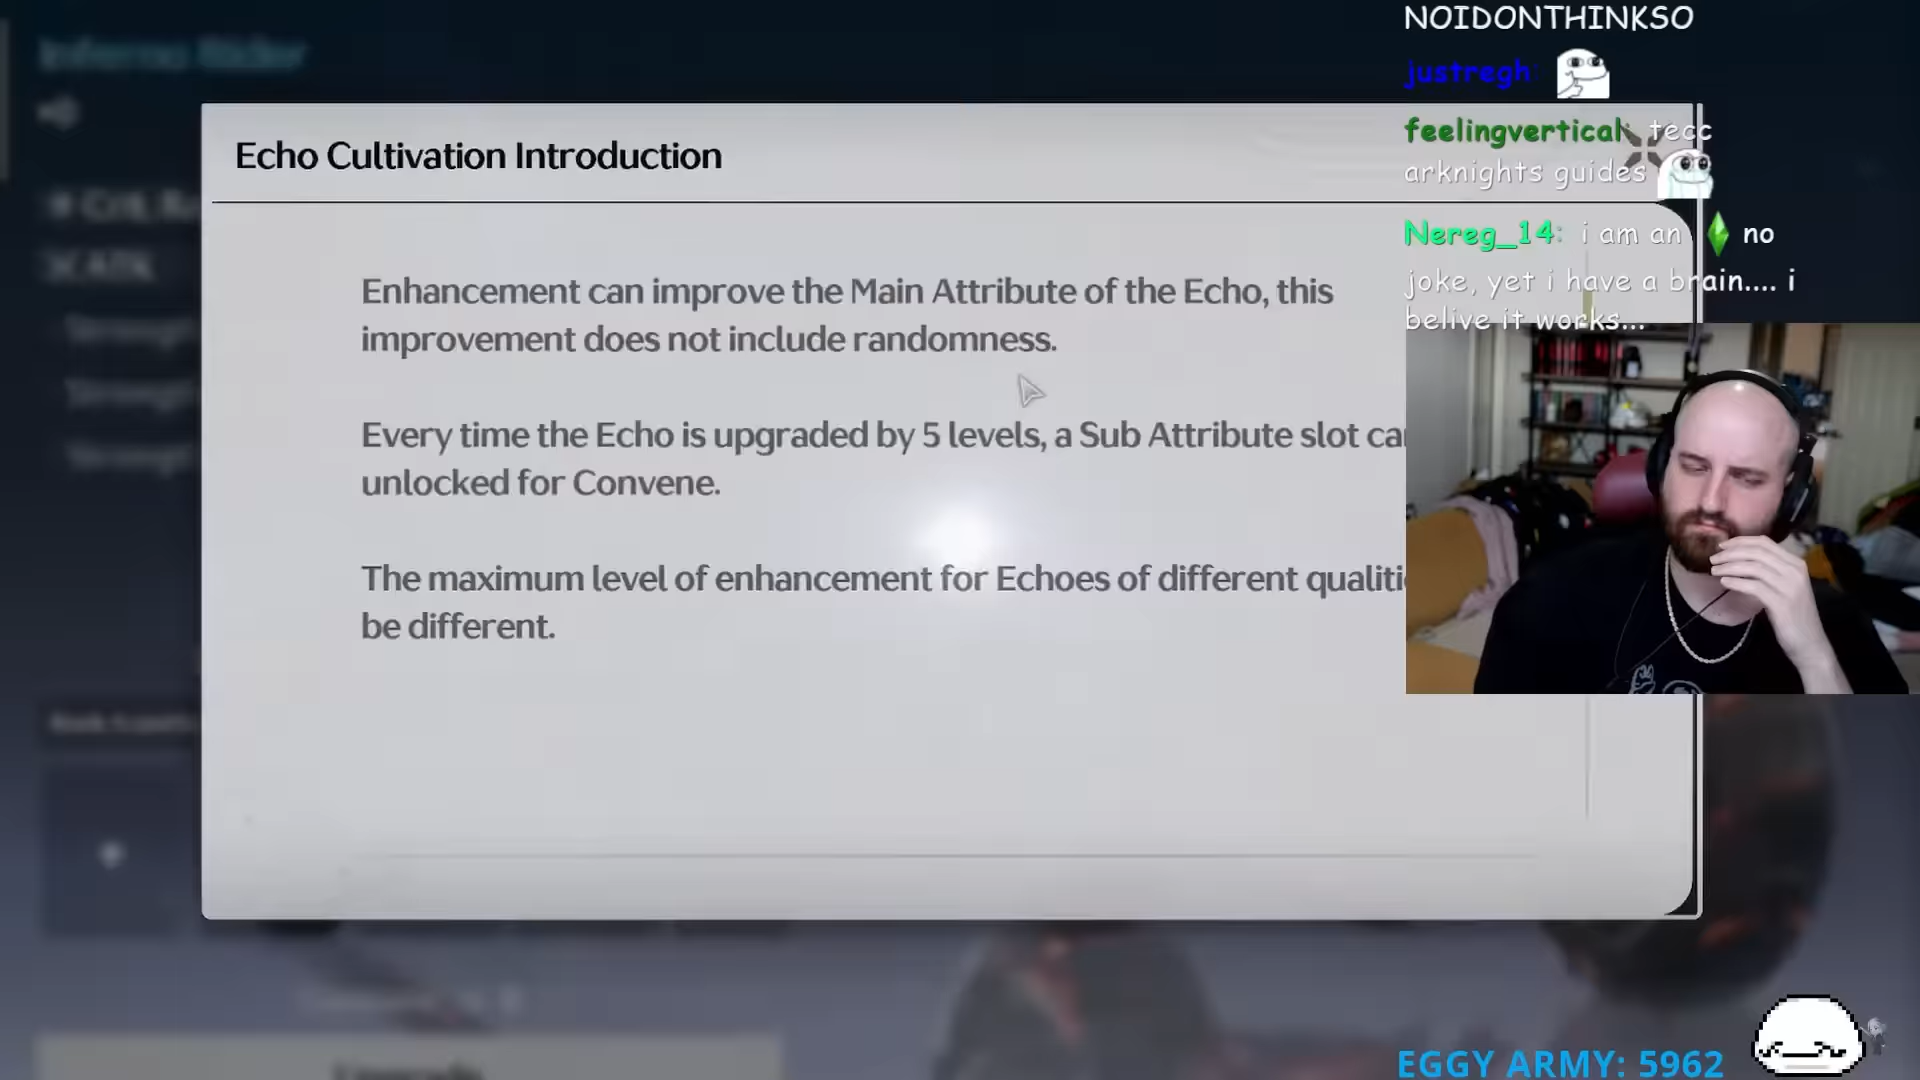 Inferno Rider
Echo Cultivation Introduction
Enhancement can improve the Main Attribute of the Echo, this
improvement does not include randomness.
Every time the Echo is upgraded by 5 levels, a Sub Attribute slot ca
unlocked for Convene.
The maximum level of enhancement for Echoes of different qualiti
be different.
NOIDONTHINKSO
justregh:
feelingvertical: tecc
arknights guides
Nereg_14: i am an no
joke, yet i have a brain.... i
belive it works...
ATK
EGGY ARMY: 5962